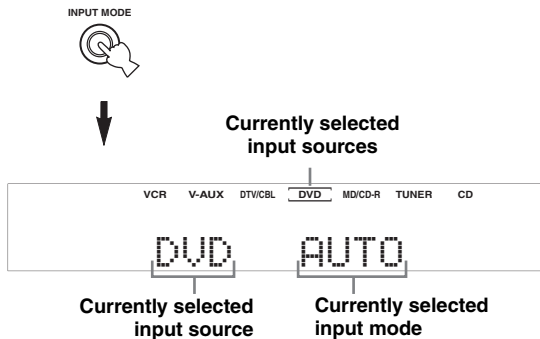 INPUT MODE
Currently selected
input sources
VCR V-AUX DTV/CBL DVD MD/CD-R TUNER CD
DVD AUTO
Currently selected
input source
Currently selected
input mode